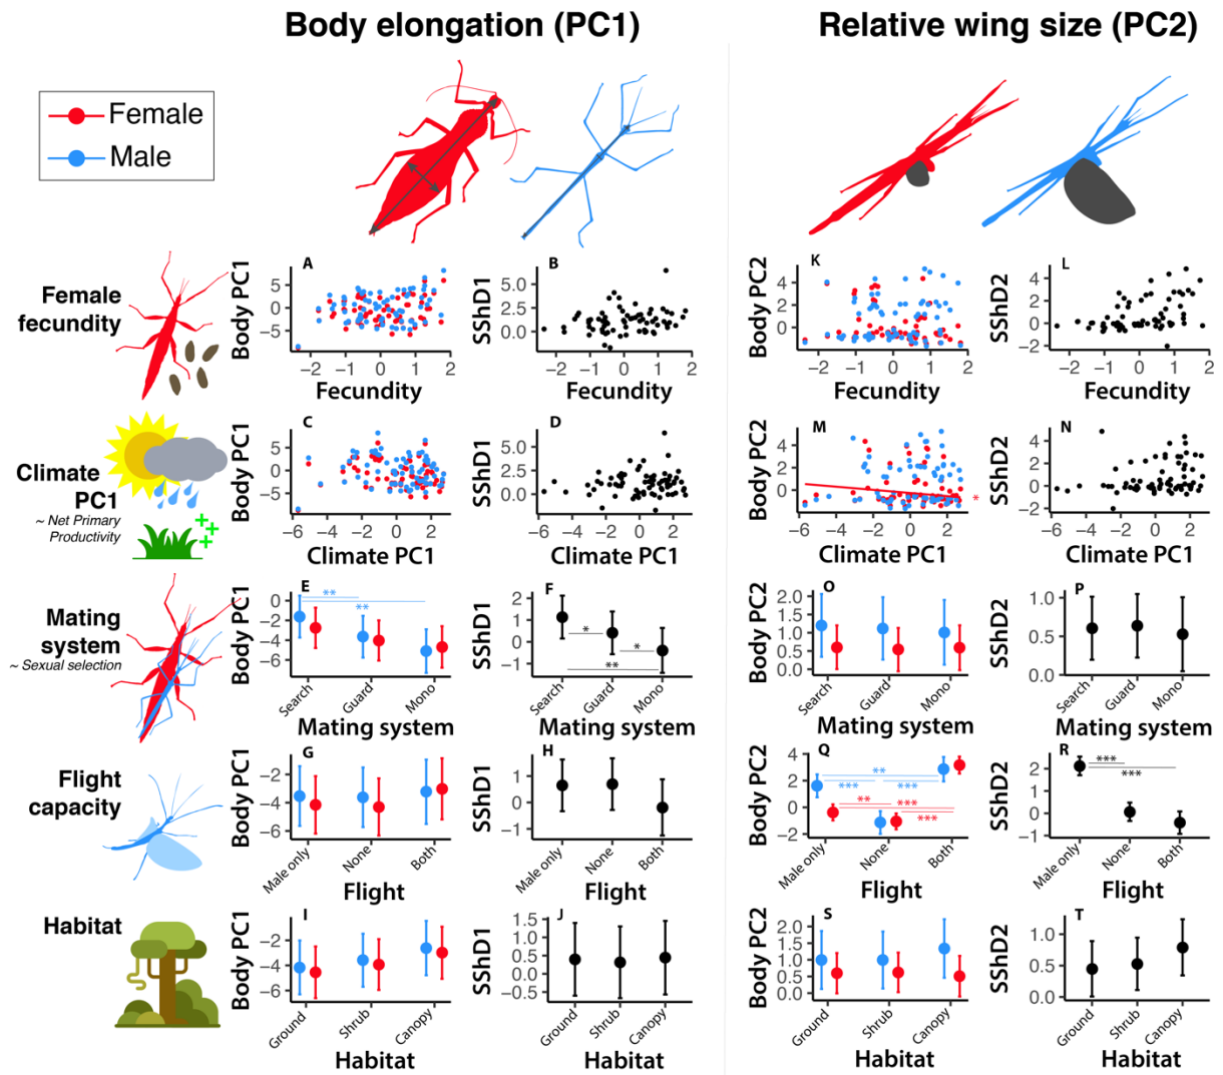 Body elongation (PC1)
Relative wing size (PC2)
Female
Male
Female
fecundity
A
Body PC1
5
0
−5
−2 −1 0 1 2
Fecundity
B
SShD1
5.0
2.5
0.0
−2 −1 0 1 2
Fecundity
K
Body PC2
4
2
0
−2 −1 0 1 2
Fecundity
L
SShD2
4
2
0
−2
−2 −1 0 1 2
Fecundity
Climate
PC1
~ Net Primary
Productivity
C
Body PC1
5
0
−5
−6 −4 −2 0 2
Climate PC1
D
SShD1
5.0
2.5
0.0
−6 −4 −2 0 2
Climate PC1
M
Body PC2
4
2
0
*
−6 −4 −2 0 2
Climate PC1
N
SShD2
4
2
0
−2
−6 −4 −2 0 2
Climate PC1
Mating
system
~ Sexual selection
E
Body PC1
0
−2
−4
−6
**
**
Search Guard Mono
Mating system
F
SShD1
2
1
0
−1
*
*
**
Search Guard Mono
Mating system
O
Body PC2
2.0
1.5
1.0
0.5
0.0
Search Guard Mono
Mating system
P
SShD2
1.0
0.5
0.0
Search Guard Mono
Mating system
Flight
capacity
G
Body PC1
−2
−4
−6
Male only None Both
Flight
H
SShD1
1
0
−1
Male only None Both
Flight
Q
Body PC2
4
2
0
−2
**
*** ***
** ***
***
Male only None Both
Flight
R
SShD2
2
1
0
−1
***
***
Male only None Both
Flight
Habitat
I
Body PC1
−2
−4
−6
Ground Shrub Canopy
Habitat
J
SShD1
1.5
1.0
0.5
0.0
−0.5
Ground Shrub Canopy
Habitat
S
Body PC2
2.0
1.5
1.0
0.5
0.0
Ground Shrub Canopy
Habitat
T
SShD2
1.0
0.5
0.0
Ground Shrub Canopy
Habitat